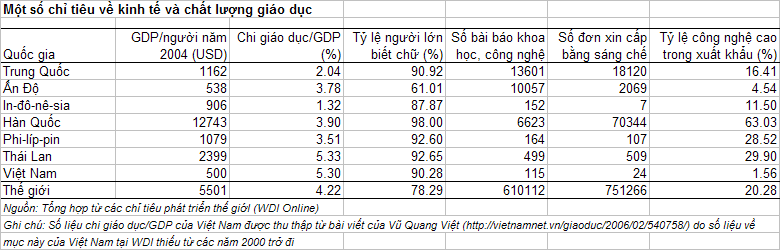 Một số chỉ tiêu về kinh tế và chất lượng giáo dục
Quốc gia GDP/người năm 2004 (USD) Chi giáo dục/GDP (%) Tỷ lệ người lớn biết chữ (%) Số bài báo khoa học, công nghệ Số đơn xin cấp bằng sáng chế Tỷ lệ công nghệ cao trong xuất khẩu (%)
Trung Quốc 1162 2.04 90.92 13601 18120 16.41
Ấn Độ 538 3.78 61.01 10057 2069 4.54
In-đô-nê-sia 906 1.32 87.87 152 7 11.50
Hàn Quốc 12743 3.90 98.00 6623 70344 63.03
Phi-líp-pin 1079 3.51 92.60 164 107 28.52
Thái Lan 2399 5.33 92.65 499 509 29.90
Việt Nam 500 5.30 90.28 115 24 1.56
Thế giới 5501 4.22 78.29 610112 751266 20.28
Nguồn: Tổng hợp từ các chỉ tiêu phát triển thế giới (WDI Online)
Ghi chú: Số liệu chi giáo dục/GDP của Việt Nam được thu thập từ bài viết của Vũ Quang Việt (http://vietnamnet.vn/giaoduc/2006/02/540758/) do số liệu về
mục này của Việt Nam tại WDI thiếu từ các năm 2000 trở đi